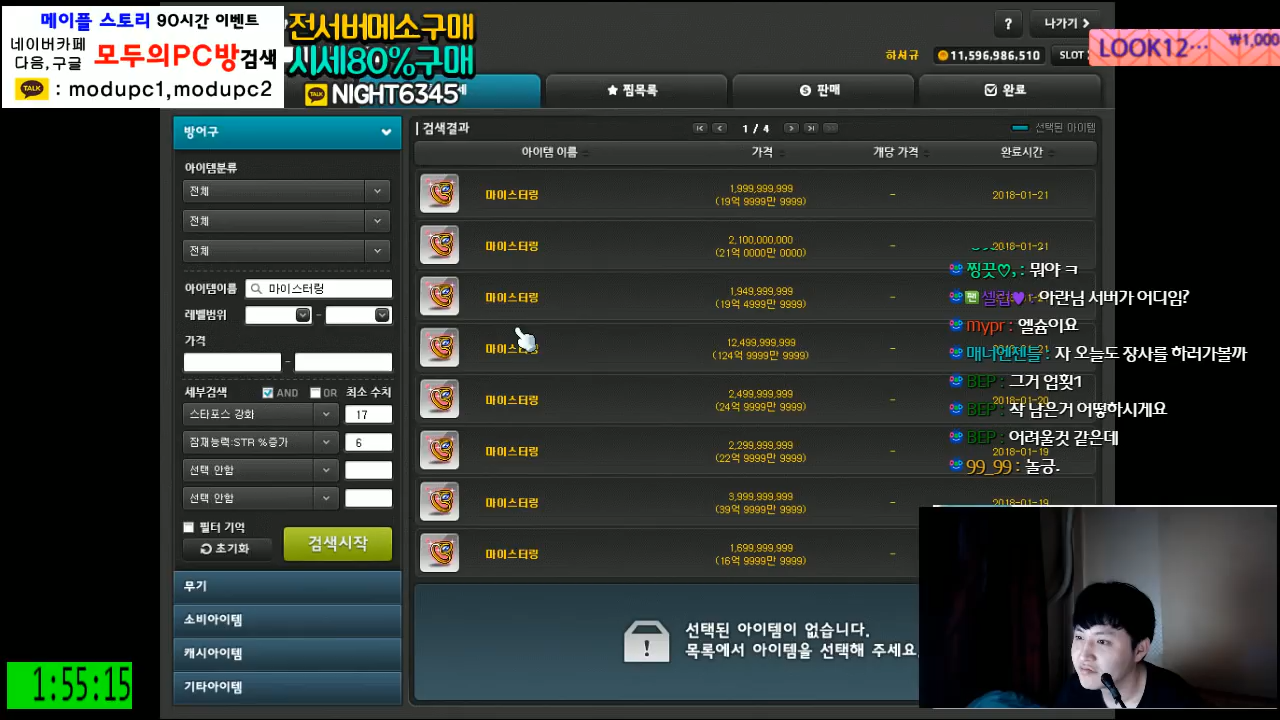 메이플 스토리 90시간 이벤트
네이버카페
다음,구글
모두의PC방검색
TALK : modupc1,modupc2
전서버메소구매
시세80%구매
TALK NIGHT6345
?
나가기
하서규
11,596,986,510
SLOT
LOOK12…
₩1,000
찜목록
판매
완료
방어구
아이템분류
전체
전체
전체
아이템이름
마이스터링
레벨범위
–
가격
–
세부검색 AND OR 최소 수치
스타포스 강화 17
잠재능력:STR %증가 6
선택 안함
선택 안함
필터 기억
초기화
검색시작
무기
소비아이템
캐시아이템
기타아이템
검색결과
1 / 4
선택된 아이템
아이템 이름 가격 개당 가격 완료시간
마이스터링 1,999,999,999 – 2018-01-21
(19억 9999만 9999)
마이스터링 2,100,000,000 – 2018-01-21
(21억 0000만 0000)
마이스터링 1,949,999,999 –
(19억 4999만 9999)
마이스터링 12,499,999,999 –
(124억 9999만 9999)
마이스터링 2,499,999,999 – 2018-01-20
(24억 9999만 9999)
마이스터링 2,299,999,999 – 2018-01-19
(22억 9999만 9999)
마이스터링 3,999,999,999 – 2018-01-19
(39억 9999만 9999)
마이스터링 1,699,999,999 –
(16억 9999만 9999)
찡끗♡, : 뭐야 ㅋ
팬 셀럽♥ : 아란님 서버가 어디임?
mypr : 엘슘이요
매너엔젠틀 : 자 오늘도 장사를 하러가볼까
BEP : 그거 업횟1
BEP : 작 남은거 어떻하시게요
BEP : 어려울것 같은데
99_99 : 놀긍.
선택된 아이템이 없습니다.
목록에서 아이템을 선택해 주세요.
1:55:15